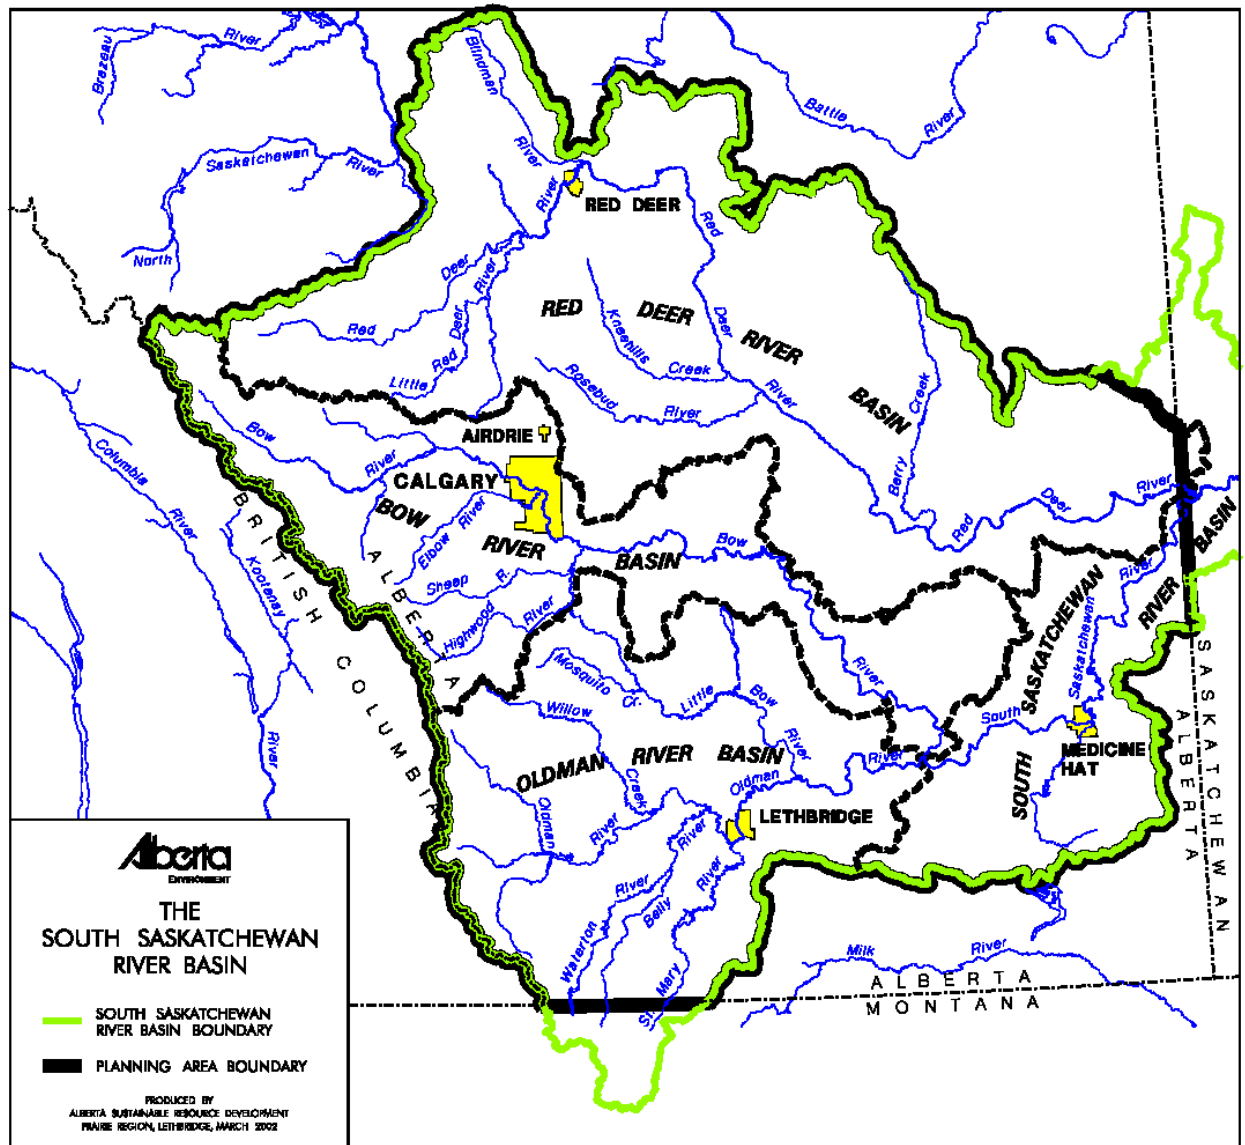 Brazeau
River
Blindman
River
Battle
River
Saskatchewan
River
North
River
RED DEER
Red
Deer
River
Deer
River
Red
Deer
Red
Little
RED DEER RIVER BASIN
Kneehills
Creek
Rosebud
River
River
Berry
Creek
Red
Deer
River
Bow
River
AIRDRIE
CALGARY
BOW RIVER BASIN
Bow
River
Elbow
River
Sheep R.
Highwood
River
Columbia
River
Kootenay
River
BRITISH COLUMBIA
ALBERTA
Mosquito
Cr.
Little
Bow
River
Willow
Creek
OLDMAN RIVER BASIN
Oldman
River
Oldman
River
LETHBRIDGE
South
Saskatchewan
River
SOUTH SASKATCHEWAN RIVER BASIN
MEDICINE
HAT
SASKATCHEWAN
ALBERTA
River
Waterton
River
Belly
River
St. Mary
Milk
River
ALBERTA
MONTANA
Alberta
ENVIRONMENT
THE
SOUTH SASKATCHEWAN
RIVER BASIN
SOUTH SASKATCHEWAN
RIVER BASIN BOUNDARY
PLANNING AREA BOUNDARY
PRODUCED BY
ALBERTA SUSTAINABLE RESOURCE DEVELOPMENT
PRAIRIE REGION, LETHBRIDGE, MARCH 2002